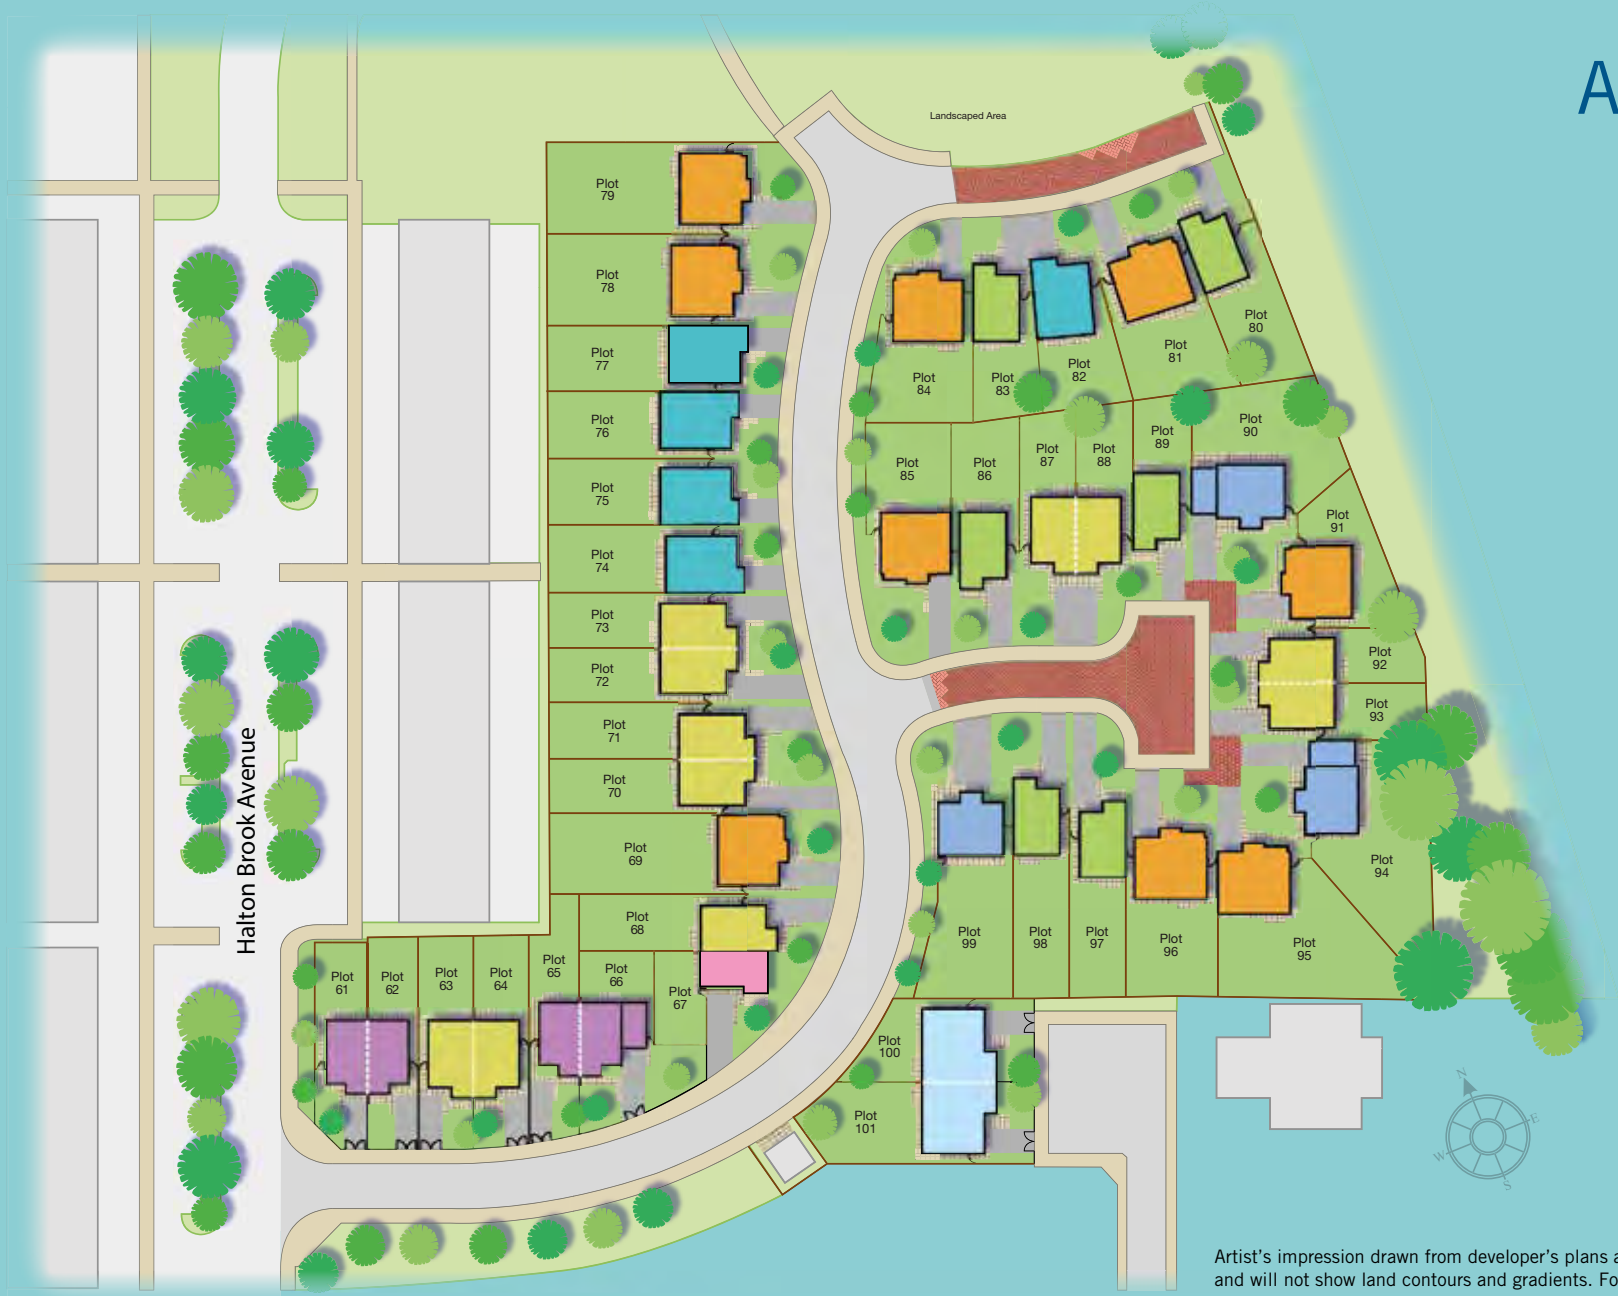 A
Landscaped Area
Plot
79
Plot
78
Plot
77
Plot
76
Plot
75
Plot
74
Plot
73
Plot
72
Plot
71
Plot
70
Plot
69
Plot
68
Plot
67
Plot
66
Plot
65
Plot
64
Plot
63
Plot
62
Plot
61
Plot
80
Plot
81
Plot
82
Plot
83
Plot
84
Plot
85
Plot
86
Plot
87
Plot
88
Plot
89
Plot
90
Plot
91
Plot
92
Plot
93
Plot
94
Plot
95
Plot
96
Plot
97
Plot
98
Plot
99
Plot
100
Plot
101
Halton Brook Avenue
N
E
S
W
Artist's impression drawn from developer's plans a
and will not show land contours and gradients. Fo